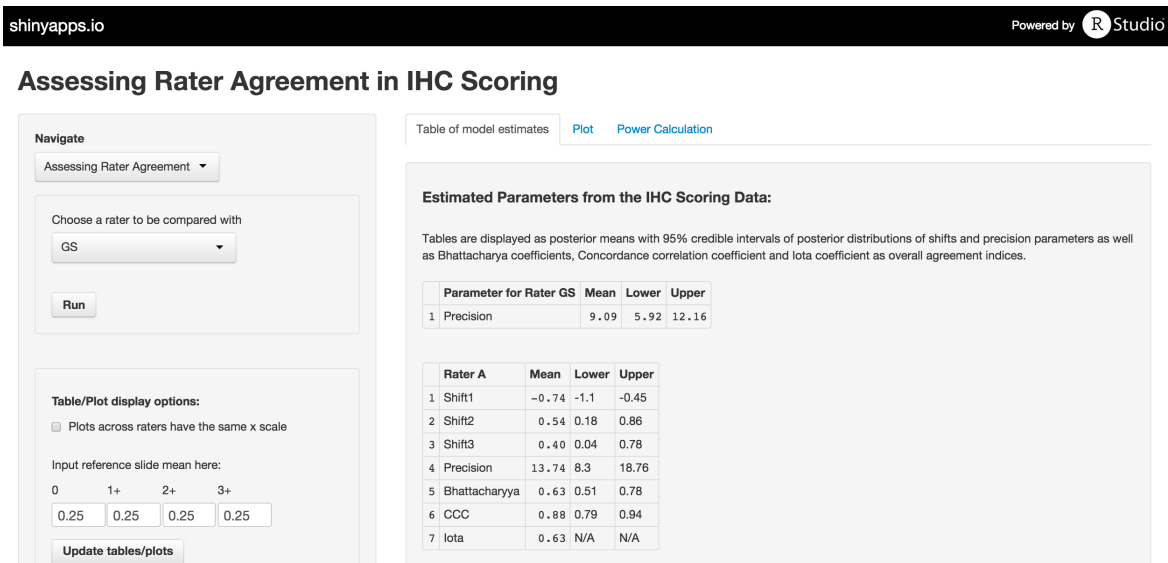 shinyapps.io
Powered by R Studio
Assessing Rater Agreement in IHC Scoring
Navigate
Assessing Rater Agreement
Choose a rater to be compared with
GS
Run
Table/Plot display options:
Plots across raters have the same x scale
Input reference slide mean here:
0 1+ 2+ 3+
0.25 0.25 0.25 0.25
Update tables/plots
Table of model estimates Plot Power Calculation
Estimated Parameters from the IHC Scoring Data:
Tables are displayed as posterior means with 95% credible intervals of posterior distributions of shifts and precision parameters as well
as Bhattacharya coefficients, Concordance correlation coefficient and Iota coefficient as overall agreement indices.
Parameter for Rater GS Mean Lower Upper
1 Precision 9.09 5.92 12.16
Rater A Mean Lower Upper
1 Shift1 -0.74 -1.1 -0.45
2 Shift2 0.54 0.18 0.86
3 Shift3 0.40 0.04 0.78
4 Precision 13.74 8.3 18.76
5 Bhattacharyya 0.63 0.51 0.78
6 CCC 0.88 0.79 0.94
7 Iota 0.63 N/A N/A